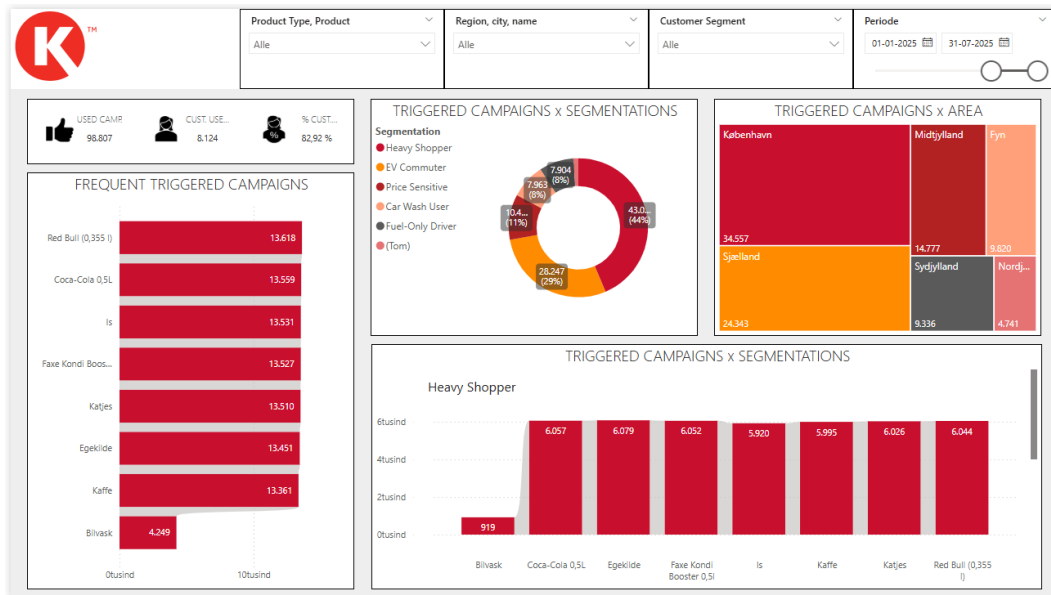 K
TM
Product Type, Product
Alle
Region, city, name
Alle
Customer Segment
Alle
Periode
01-01-2025
31-07-2025
USED CAMP.
98.807
CUST. USE...
8.124
%
% CUST....
82,92 %
FREQUENT TRIGGERED CAMPAIGNS
Red Bull (0,355 l)
13.618
Coca-Cola 0,5L
13.559
Is
13.531
Faxe Kondi Boos...
13.527
Katjes
13.510
Egekilde
13.451
Kaffe
13.361
Bilvask
4.249
0tusind
10tusind
TRIGGERED CAMPAIGNS x SEGMENTATIONS
Segmentation
Heavy Shopper
EV Commuter
Price Sensitive
Car Wash User
Fuel-Only Driver
(Tom)
7.904
(8%)
7.963
(8%)
10.4...
(11%)
43.0...
(44%)
28.247
(29%)
TRIGGERED CAMPAIGNS x AREA
København
34.557
Midtjylland
14.777
Fyn
9.820
Sjælland
24.343
Sydjylland
9.336
Nordj...
4.741
TRIGGERED CAMPAIGNS x SEGMENTATIONS
Heavy Shopper
6tusind
4tusind
2tusind
0tusind
919
6.057
6.079
6.052
5.920
5.995
6.026
6.044
Bilvask
Coca-Cola 0,5L
Egekilde
Faxe Kondi
Booster 0,5l
Is
Kaffe
Katjes
Red Bull (0,355
l)